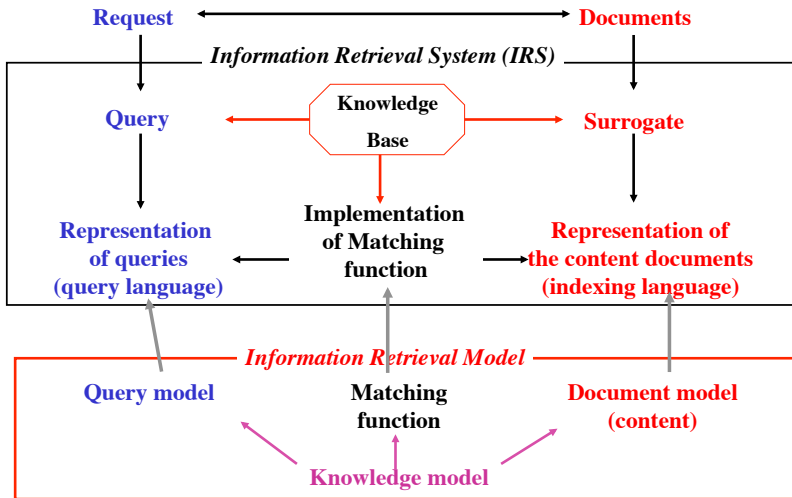 Request
Documents
Information Retrieval System (IRS)
Query
Knowledge
Base
Surrogate
Representation
of queries
(query language)
Implementation
of Matching
function
Representation of
the content documents
(indexing language)
Information Retrieval Model
Query model
Matching
function
Document model
(content)
Knowledge model